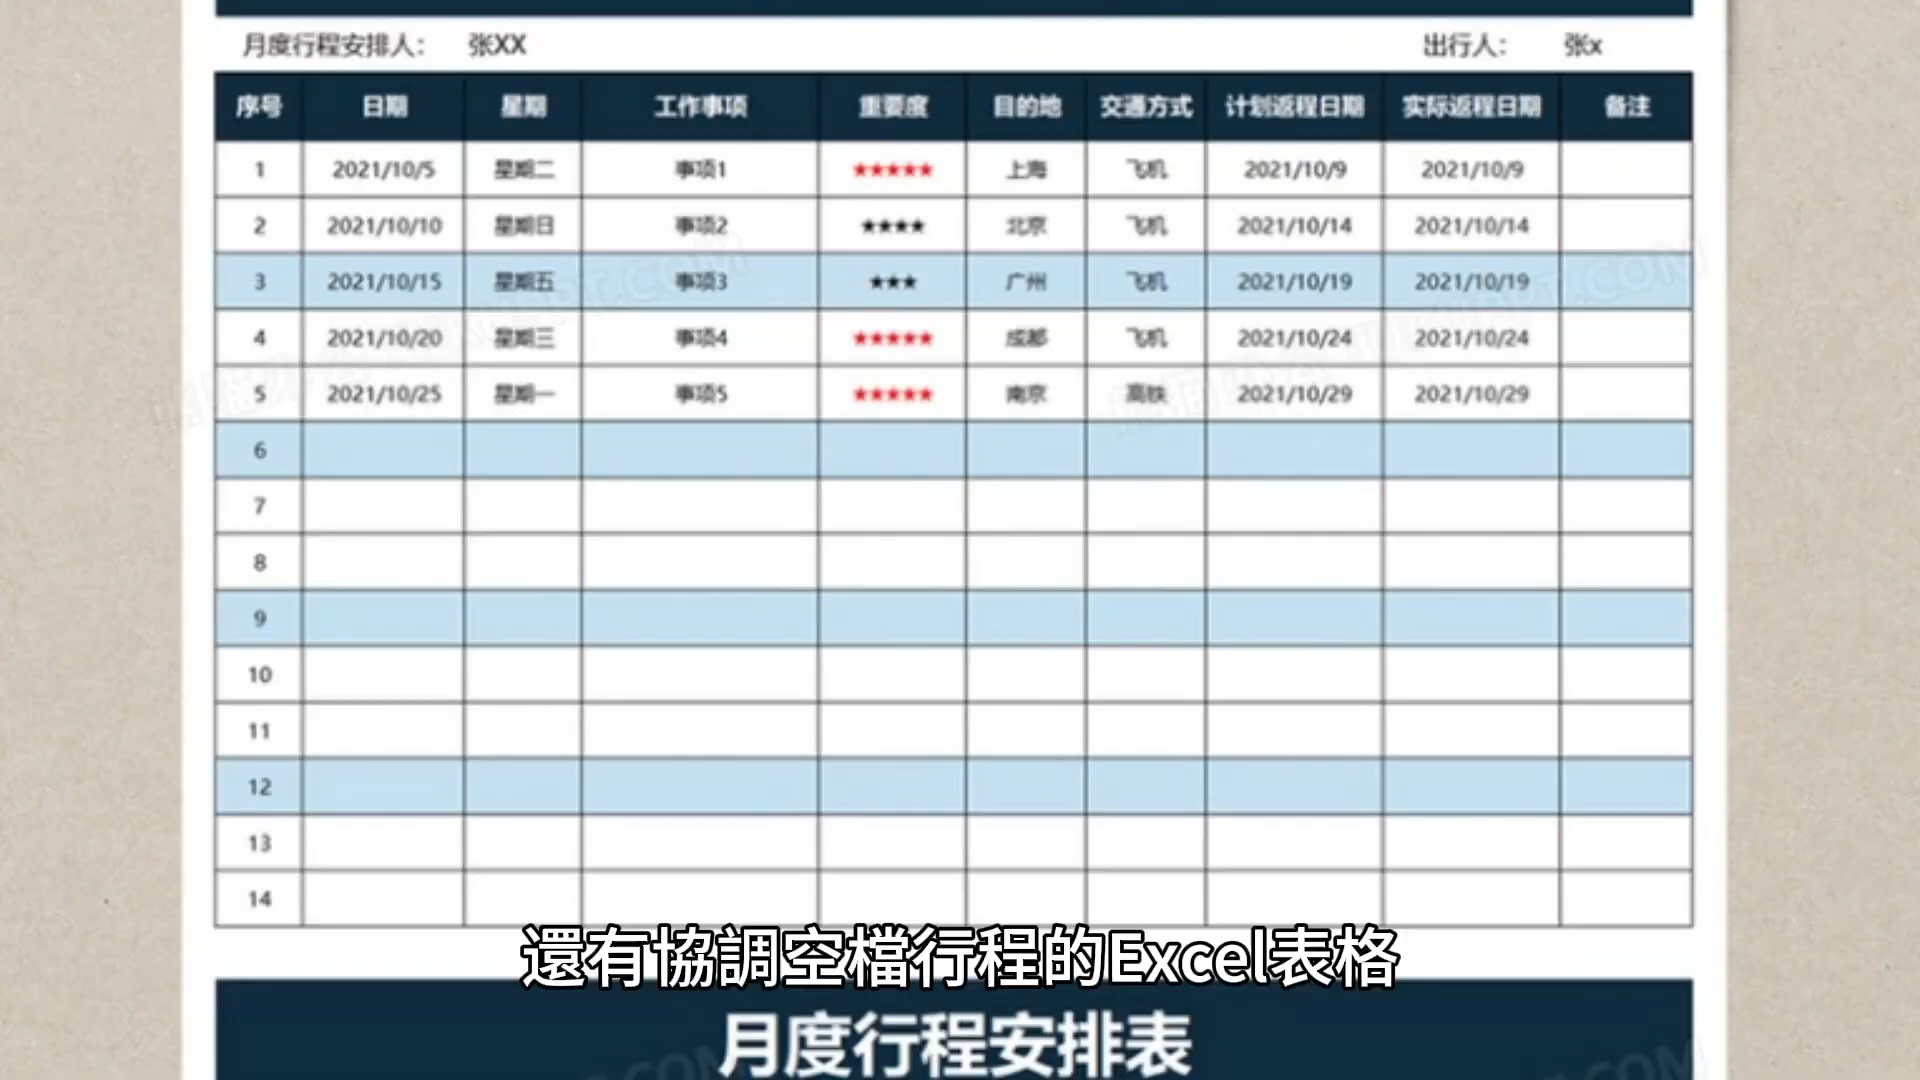 月度行程安排人： 张XX 出行人： 张x
序号 日期 星期 工作事项 重要度 目的地 交通方式 计划返程日期 实际返程日期 备注
1 2021/10/5 星期二 事项1 ★★★★★ 上海 飞机 2021/10/9 2021/10/9
2 2021/10/10 星期日 事项2 ★★★★ 北京 飞机 2021/10/14 2021/10/14
3 2021/10/15 星期五 事项3 ★★★ 广州 飞机 2021/10/19 2021/10/19
4 2021/10/20 星期三 事项4 ★★★★★ 成都 飞机 2021/10/24 2021/10/24
5 2021/10/25 星期一 事项5 ★★★★★ 南京 高铁 2021/10/29 2021/10/29
6
7
8
9
10
11
12
13
14
還有協調空檔行程的Excel表格
月度行程安排表